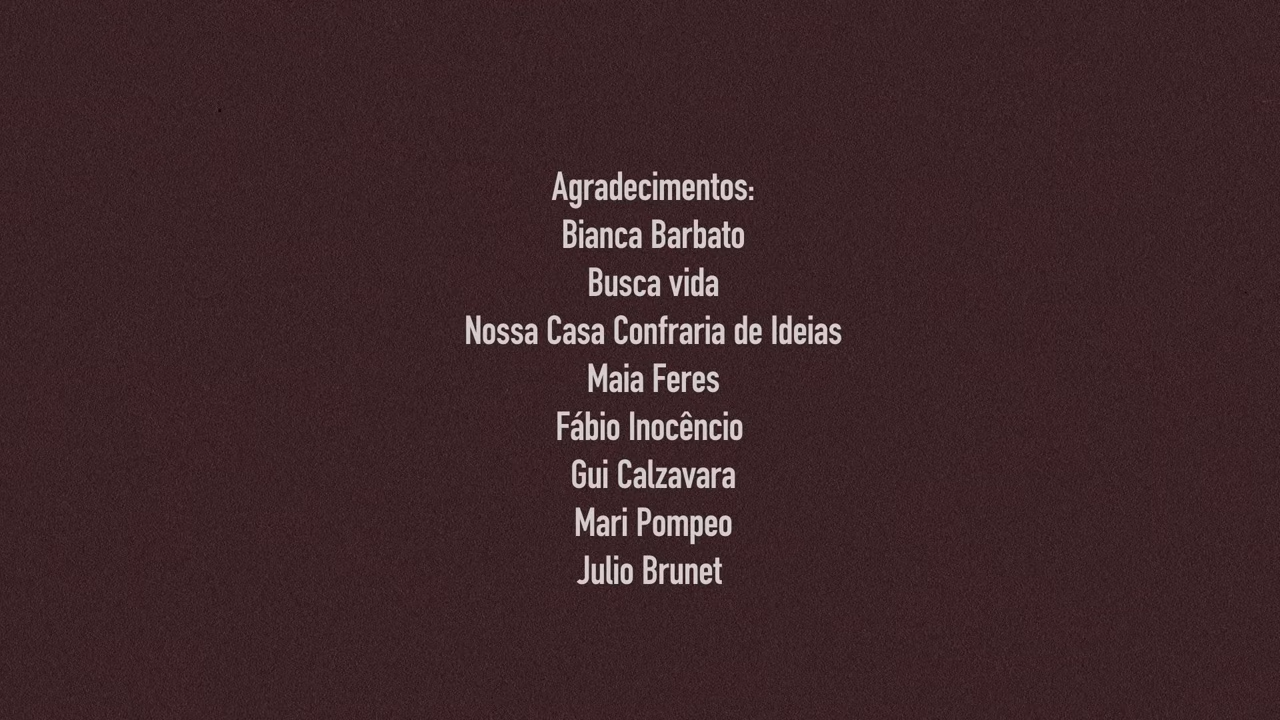 Agradecimentos:
Bianca Barbato
Busca vida
Nossa Casa Confraria de Ideias
Maia Feres
Fábio Inocêncio
Gui Calzavara
Mari Pompeo
Julio Brunet